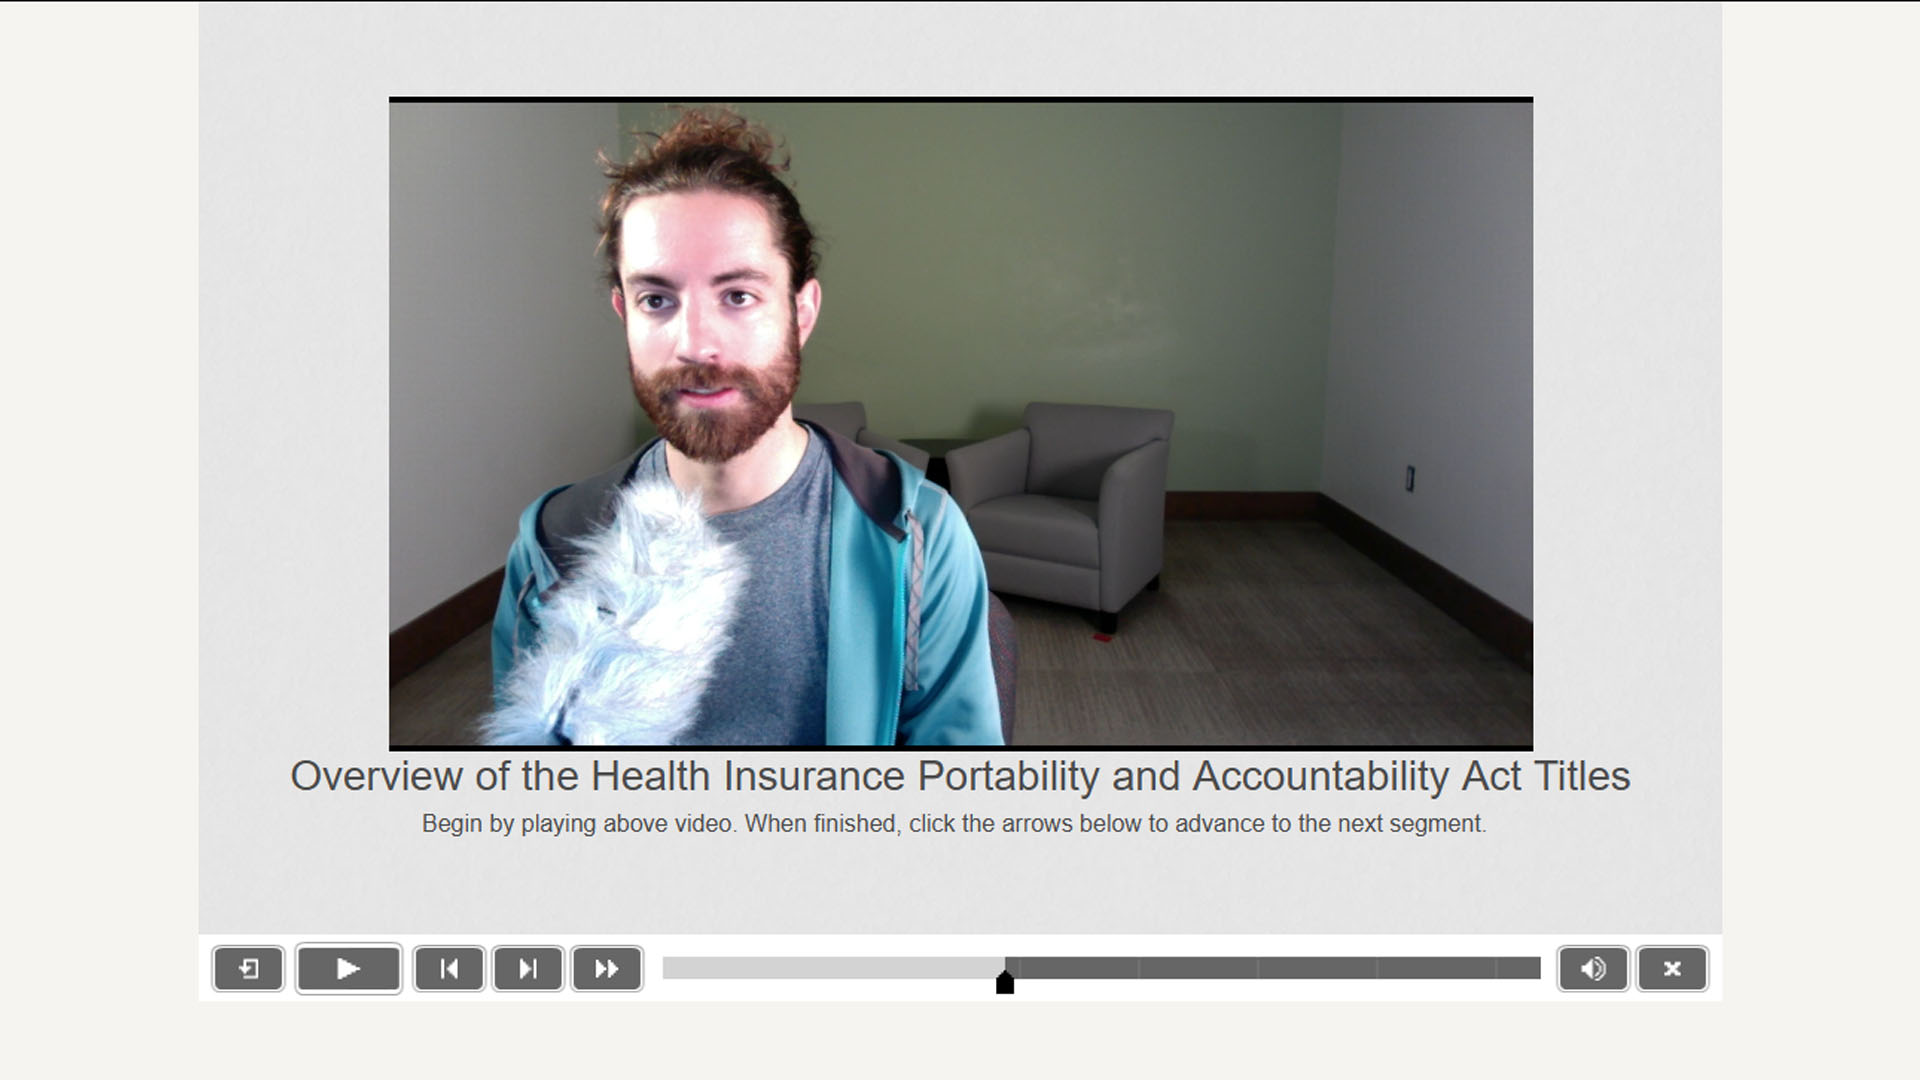 Overview of the Health Insurance Portability and Accountability Act Titles
Begin by playing above video. When finished, click the arrows below to advance to the next segment.